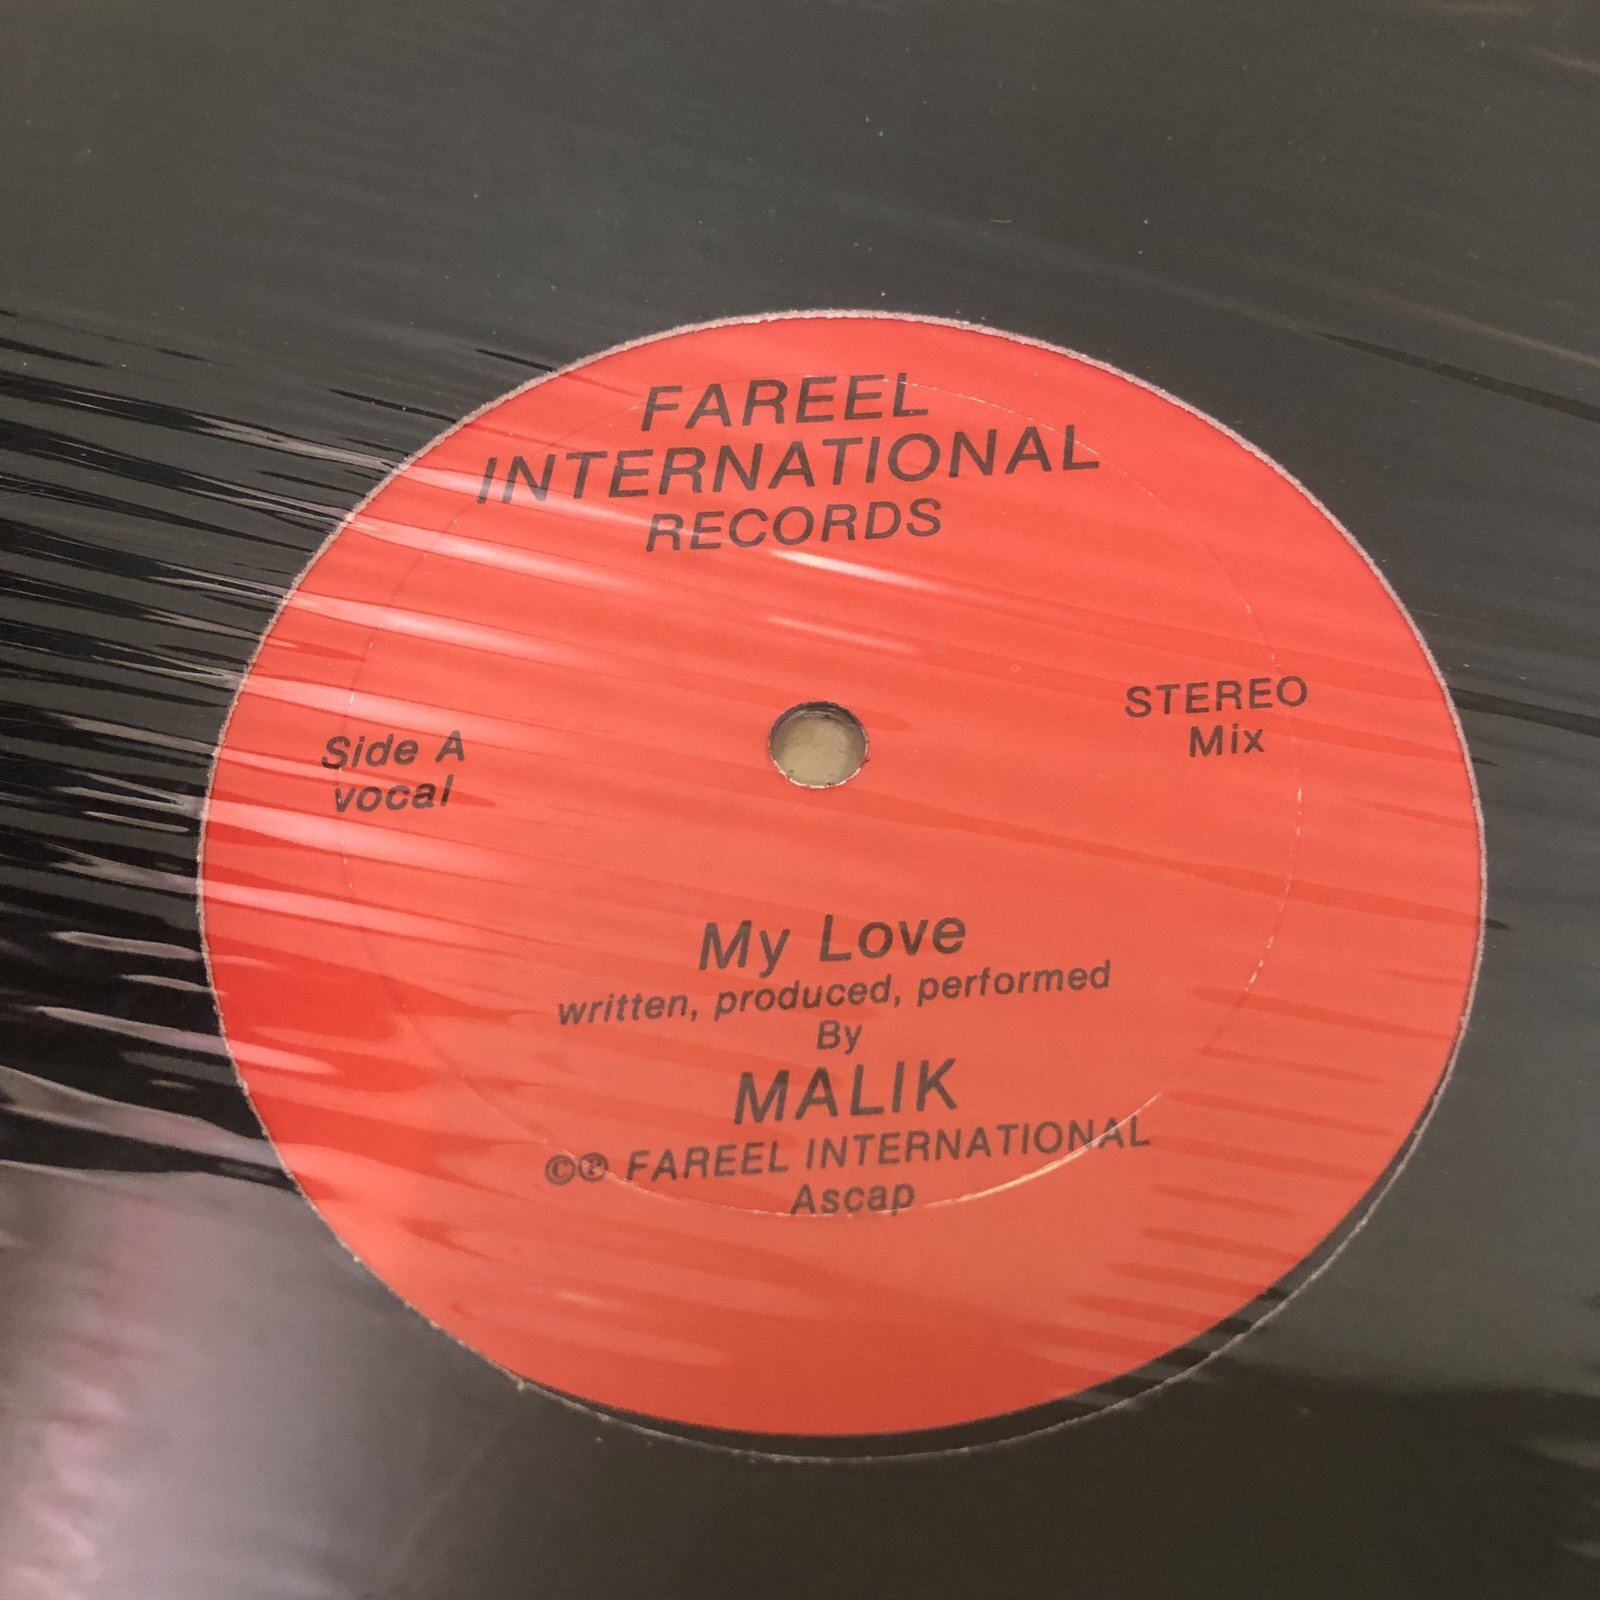 FAREEL
INTERNATIONAL
RECORDS
Side A
vocal
STEREO
Mix
My Love
written, produced, performed
By
MALIK
©℗ FAREEL INTERNATIONAL
Ascap